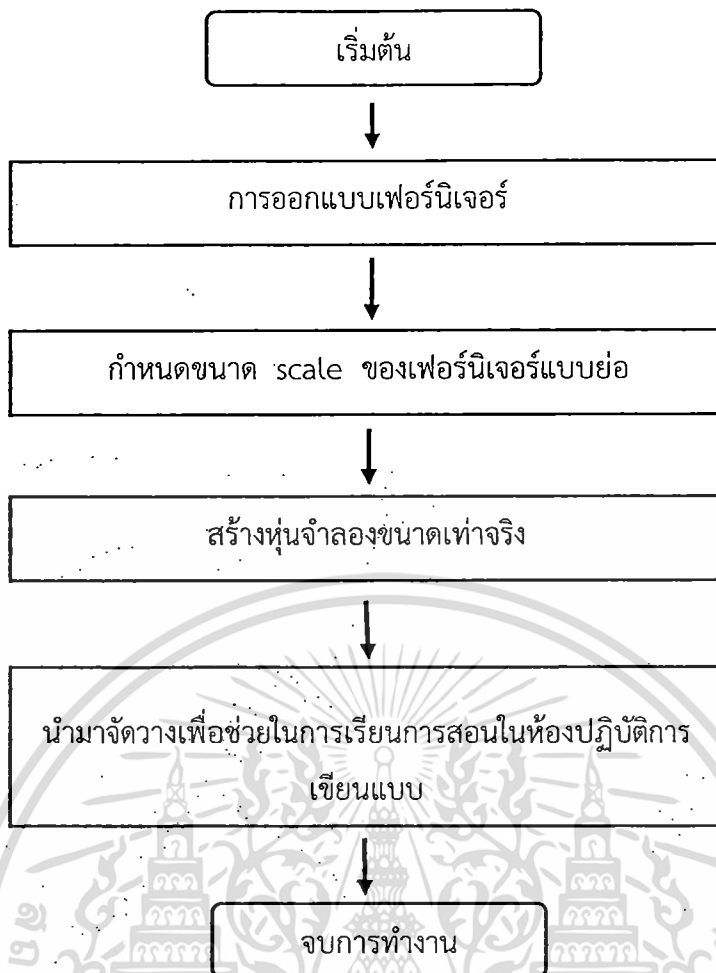 เริ่มต้น
การออกแบบเฟอร์นิเจอร์
กำหนดขนาด scale ของเฟอร์นิเจอร์แบบย่อ
สร้างหุ่นจำลองขนาดเท่าจริง
นำมาจัดวางเพื่อช่วยในการเรียนการสอนในห้องปฏิบัติการ
เขียนแบบ
จบการทำงาน